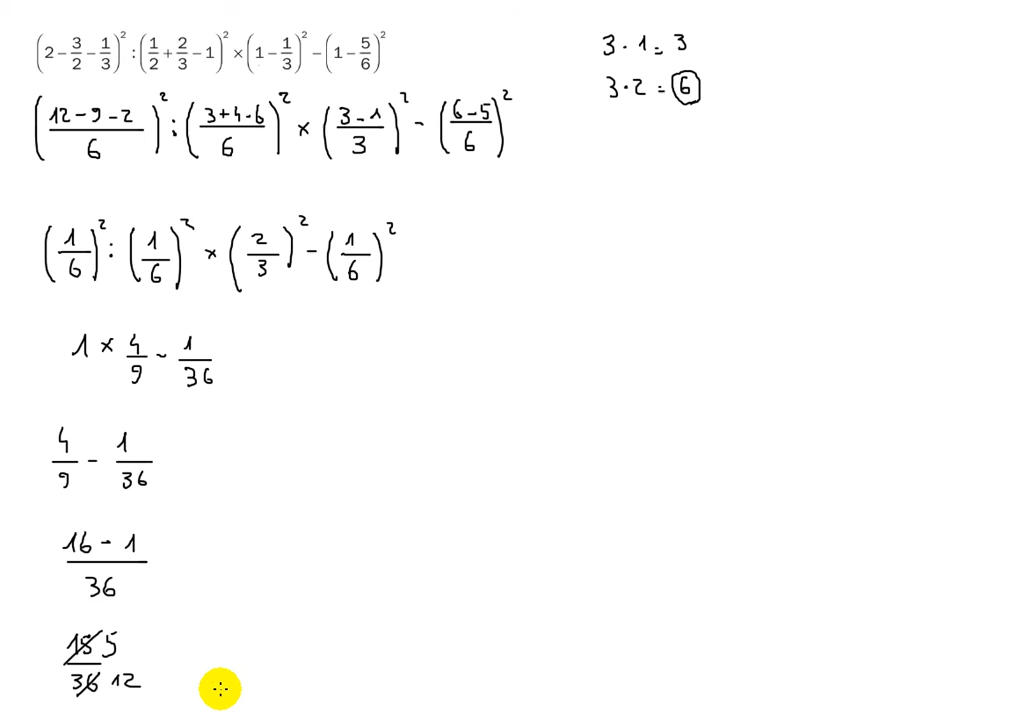 (2 - 3/2 - 1/3)² : (1/2 + 2/3 - 1)² × (1 - 1/3)² - (1 - 5/6)²
3 · 1 = 3
3 · 2 = 6
((12 - 9 - 2)/6)² : ((3 + 4 - 6)/6)² × ((3 - 1)/3)² - ((6 - 5)/6)²
(1/6)² : (1/6)² × (2/3)² - (1/6)²
1 × 4/9 - 1/36
4/9 - 1/36
(16 - 1)/36
15 5
36 12